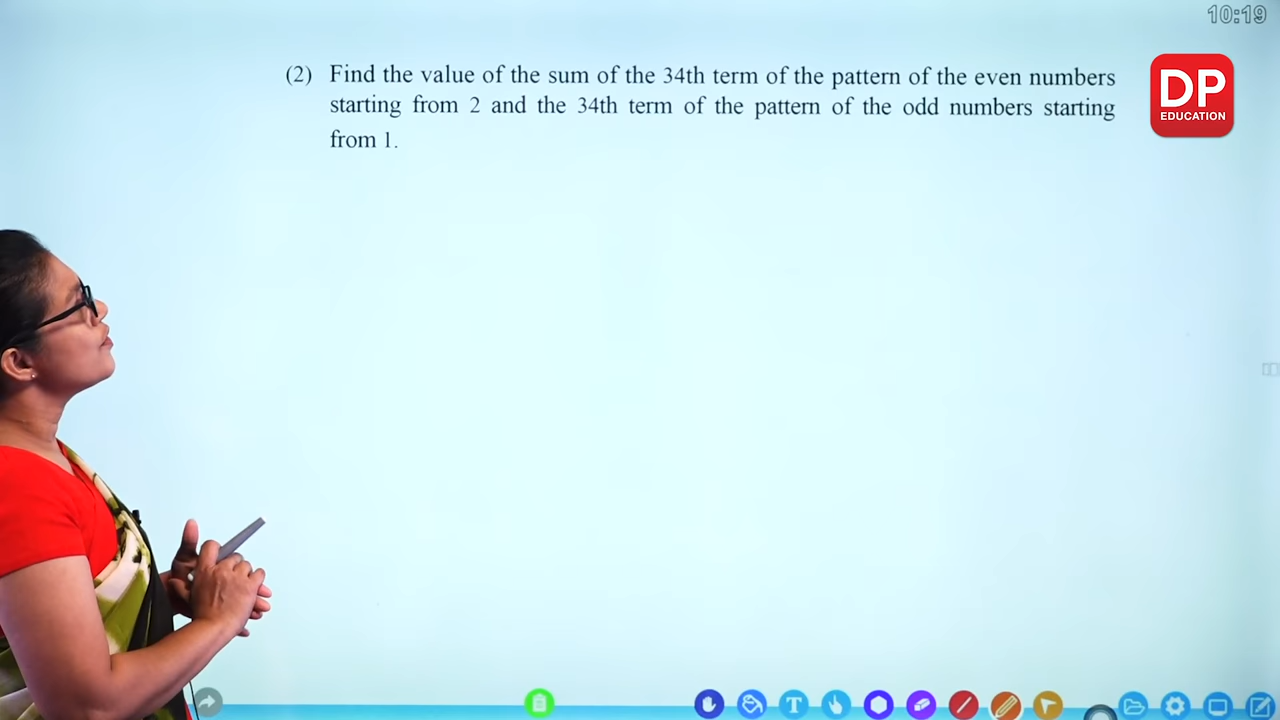 10:19
(2) Find the value of the sum of the 34th term of the pattern of the even numbers
starting from 2 and the 34th term of the pattern of the odd numbers starting
from 1.
DP
EDUCATION
T